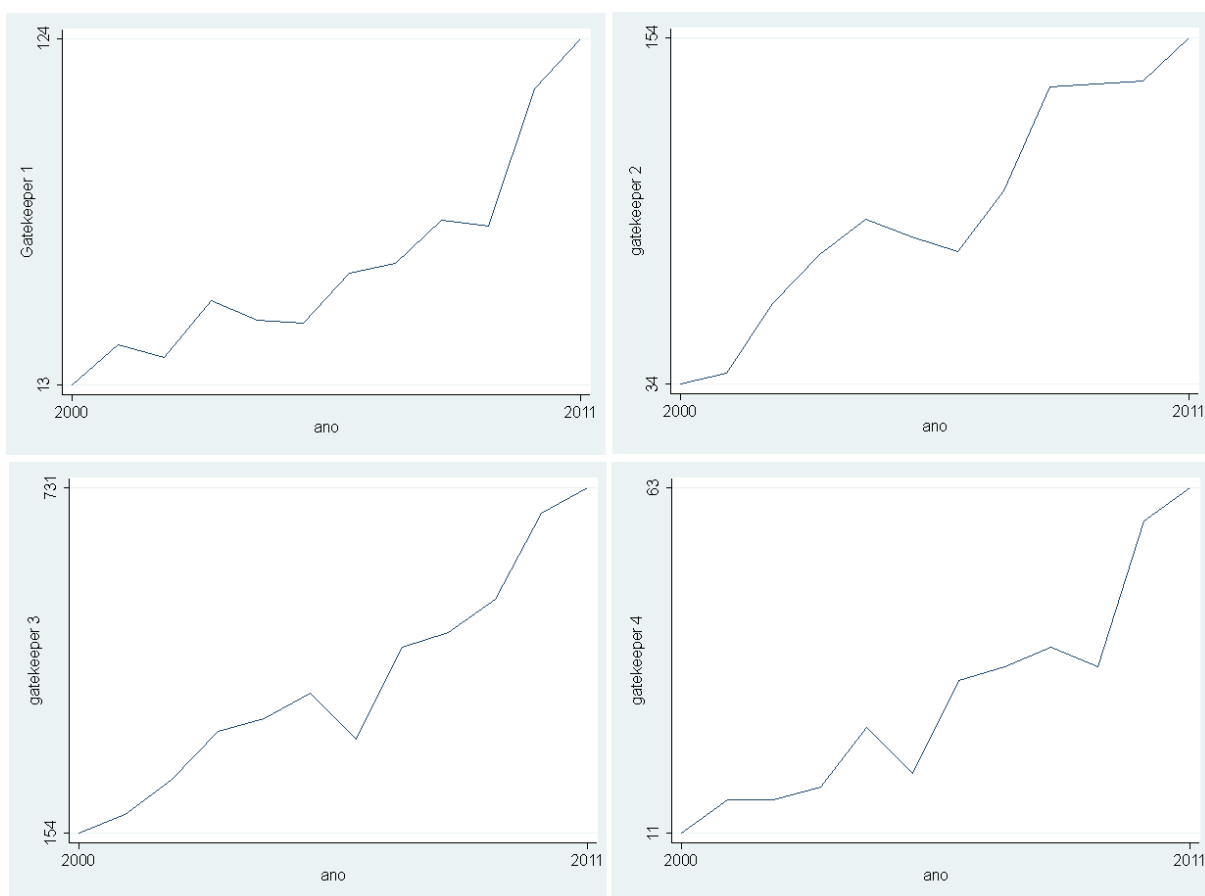 Gatekeeper 1
124
13
2000
2011
ano
gatekeeper 2
154
34
2000
2011
ano
gatekeeper 3
731
154
2000
2011
ano
gatekeeper 4
63
11
2000
2011
ano